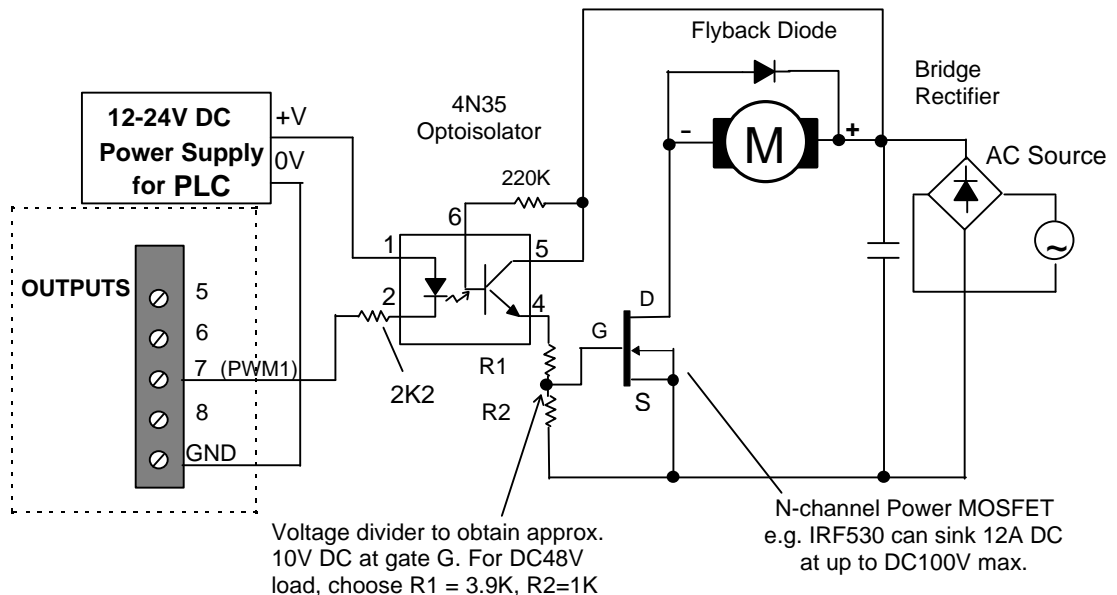 Flyback Diode
Bridge
Rectifier
AC Source
12-24V DC
Power Supply
for PLC
+V
0V
4N35
Optoisolator
220K
6
1
5
2
4
M
-
+
~
OUTPUTS
5
6
7 (PWM1)
8
GND
2K2
R1
R2
D
G
S
Voltage divider to obtain approx.
10V DC at gate G. For DC48V
load, choose R1 = 3.9K, R2=1K
N-channel Power MOSFET
e.g. IRF530 can sink 12A DC
at up to DC100V max.